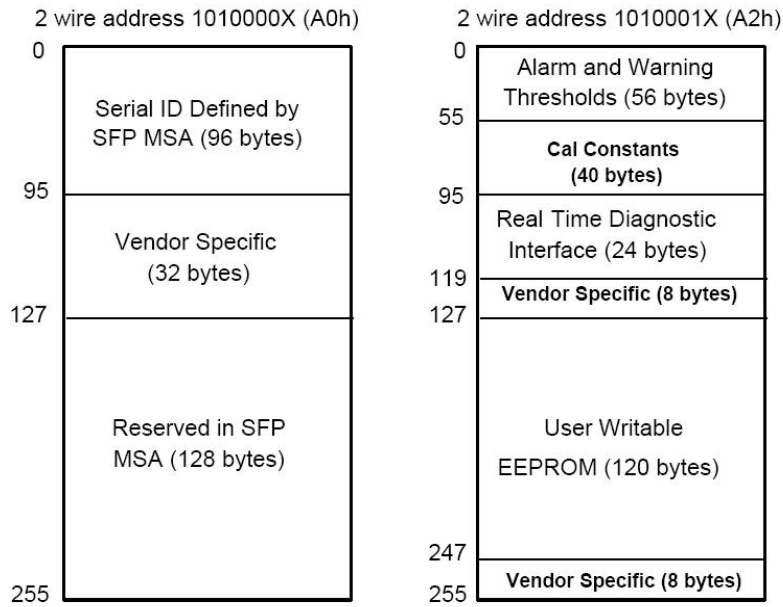 2 wire address 1010000X (A0h)
0
Serial ID Defined by
SFP MSA (96 bytes)
95
Vendor Specific
(32 bytes)
127
Reserved in SFP
MSA (128 bytes)
255
2 wire address 1010001X (A2h)
0
Alarm and Warning
Thresholds (56 bytes)
55
Cal Constants
(40 bytes)
95
Real Time Diagnostic
Interface (24 bytes)
119
Vendor Specific (8 bytes)
127
User Writable
EEPROM (120 bytes)
247
Vendor Specific (8 bytes)
255